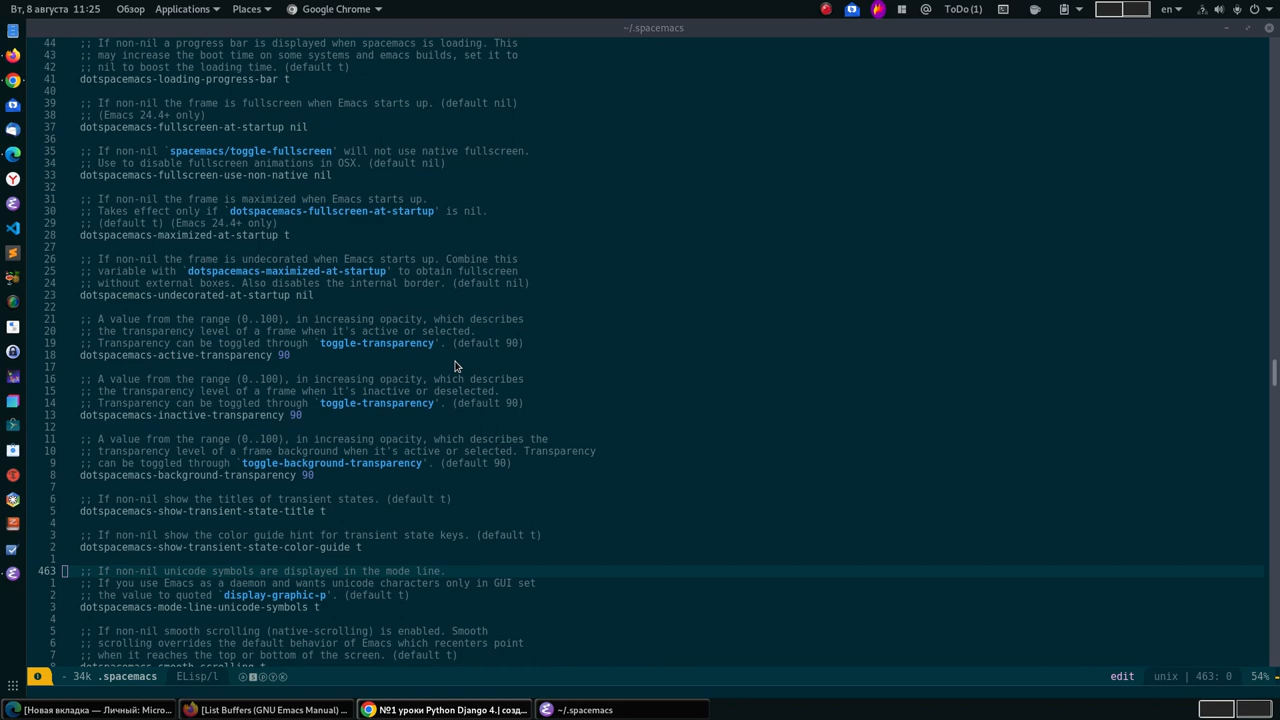 Вт, 8 августа 11:25 Applications Places Google Chrome ToDo(1) en
~/.spacemacs
44 ;; If non-nil a progress bar is displayed when spacemacs is loading. This
43 ;; may increase the boot time on some systems and emacs builds, set it to
42 ;; nil to boost the loading time. (default t)
41 dotspacemacs-loading-progress-bar t
40
39 ;; If non-nil the frame is fullscreen when Emacs starts up. (default nil)
38 ;; (Emacs 24.4+ only)
37 dotspacemacs-fullscreen-at-startup nil
36
35 ;; If non-nil `spacemacs/toggle-fullscreen' will not use native fullscreen.
34 ;; Use to disable fullscreen animations in OSX. (default nil)
33 dotspacemacs-fullscreen-use-non-native nil
32
31 ;; If non-nil the frame is maximized when Emacs starts up.
30 ;; Takes effect only if `dotspacemacs-fullscreen-at-startup' is nil.
29 ;; (default t) (Emacs 24.4+ only)
28 dotspacemacs-maximized-at-startup t
27
26 ;; If non-nil the frame is undecorated when Emacs starts up. Combine this
25 ;; variable with `dotspacemacs-maximized-at-startup' to obtain fullscreen
24 ;; without external boxes. Also disables the internal border. (default nil)
23 dotspacemacs-undecorated-at-startup nil
22
21 ;; A value from the range (0..100), in increasing opacity, which describes
20 ;; the transparency level of a frame when it's active or selected.
19 ;; Transparency can be toggled through `toggle-transparency'. (default 90)
18 dotspacemacs-active-transparency 90
17
16 ;; A value from the range (0..100), in increasing opacity, which describes
15 ;; the transparency level of a frame when it's inactive or deselected.
14 ;; Transparency can be toggled through `toggle-transparency'. (default 90)
13 dotspacemacs-inactive-transparency 90
12
11 ;; A value from the range (0..100), in increasing opacity, which describes the
10 ;; transparency level of a frame background when it's active or selected. Transparency
9 ;; can be toggled through `toggle-background-transparency'. (default 90)
8 dotspacemacs-background-transparency 90
7
6 ;; If non-nil show the titles of transient states. (default t)
5 dotspacemacs-show-transient-state-title t
4
3 ;; If non-nil show the color guide hint for transient state keys. (default t)
2 dotspacemacs-show-transient-state-color-guide t
1
463 ;; If non-nil unicode symbols are displayed in the mode line.
1 ;; If you use Emacs as a daemon and wants unicode characters only in GUI set
2 ;; the value to quoted `display-graphic-p'. (default t)
3 dotspacemacs-mode-line-unicode-symbols t
4
5 ;; If non-nil smooth scrolling (native-scrolling) is enabled. Smooth
6 ;; scrolling overrides the default behavior of Emacs which recenters point
7 ;; when it reaches the top or bottom of the screen. (default t)
8 dotspacemacs-smooth-scrolling t
- 34k .spacemacs ELisp/l edit unix | 463: 0 54%
[Новая вкладка — Личный: Micro... [List Buffers (GNU Emacs Manual) ... №1 уроки Python Django 4.| созд... ~/.spacemacs